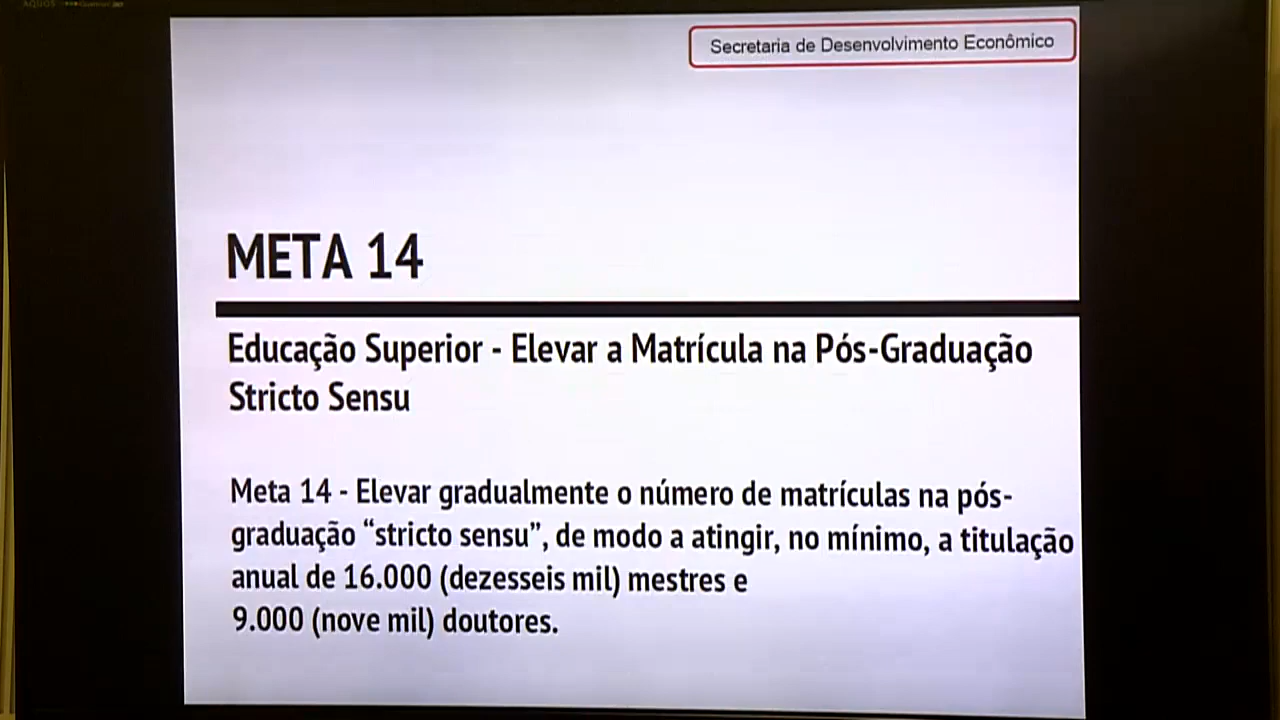 AQUOS
Secretaria de Desenvolvimento Econômico
META 14
Educação Superior - Elevar a Matrícula na Pós-Graduação
Stricto Sensu
Meta 14 - Elevar gradualmente o número de matrículas na pós-
graduação “stricto sensu”, de modo a atingir, no mínimo, a titulação
anual de 16.000 (dezesseis mil) mestres e
9.000 (nove mil) doutores.